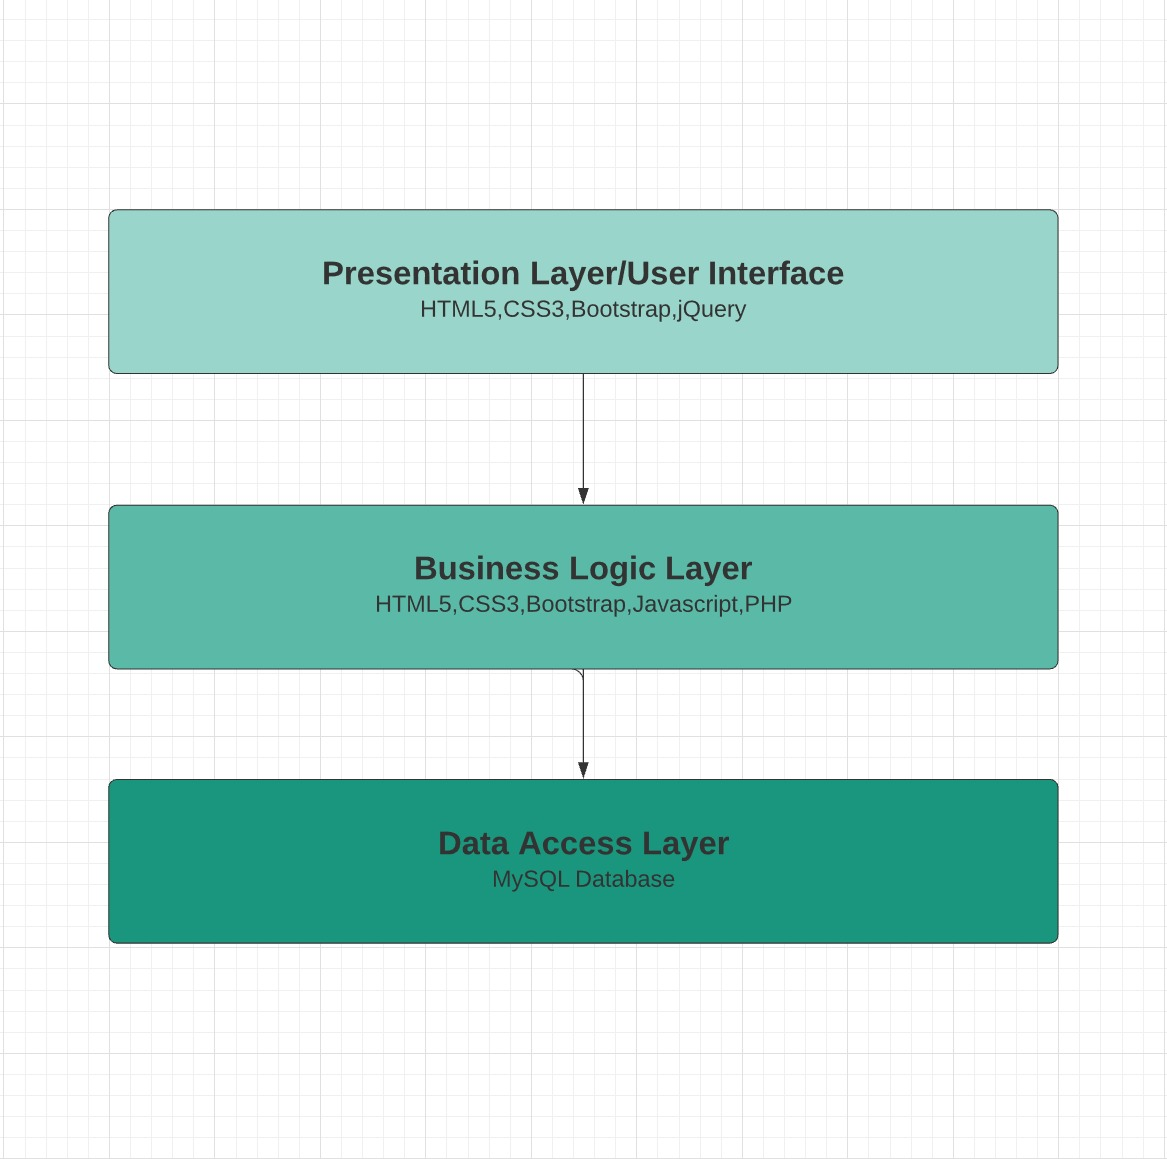 Presentation Layer/User Interface
HTML5,CSS3,Bootstrap,jQuery
Business Logic Layer
HTML5,CSS3,Bootstrap,Javascript,PHP
Data Access Layer
MySQL Database